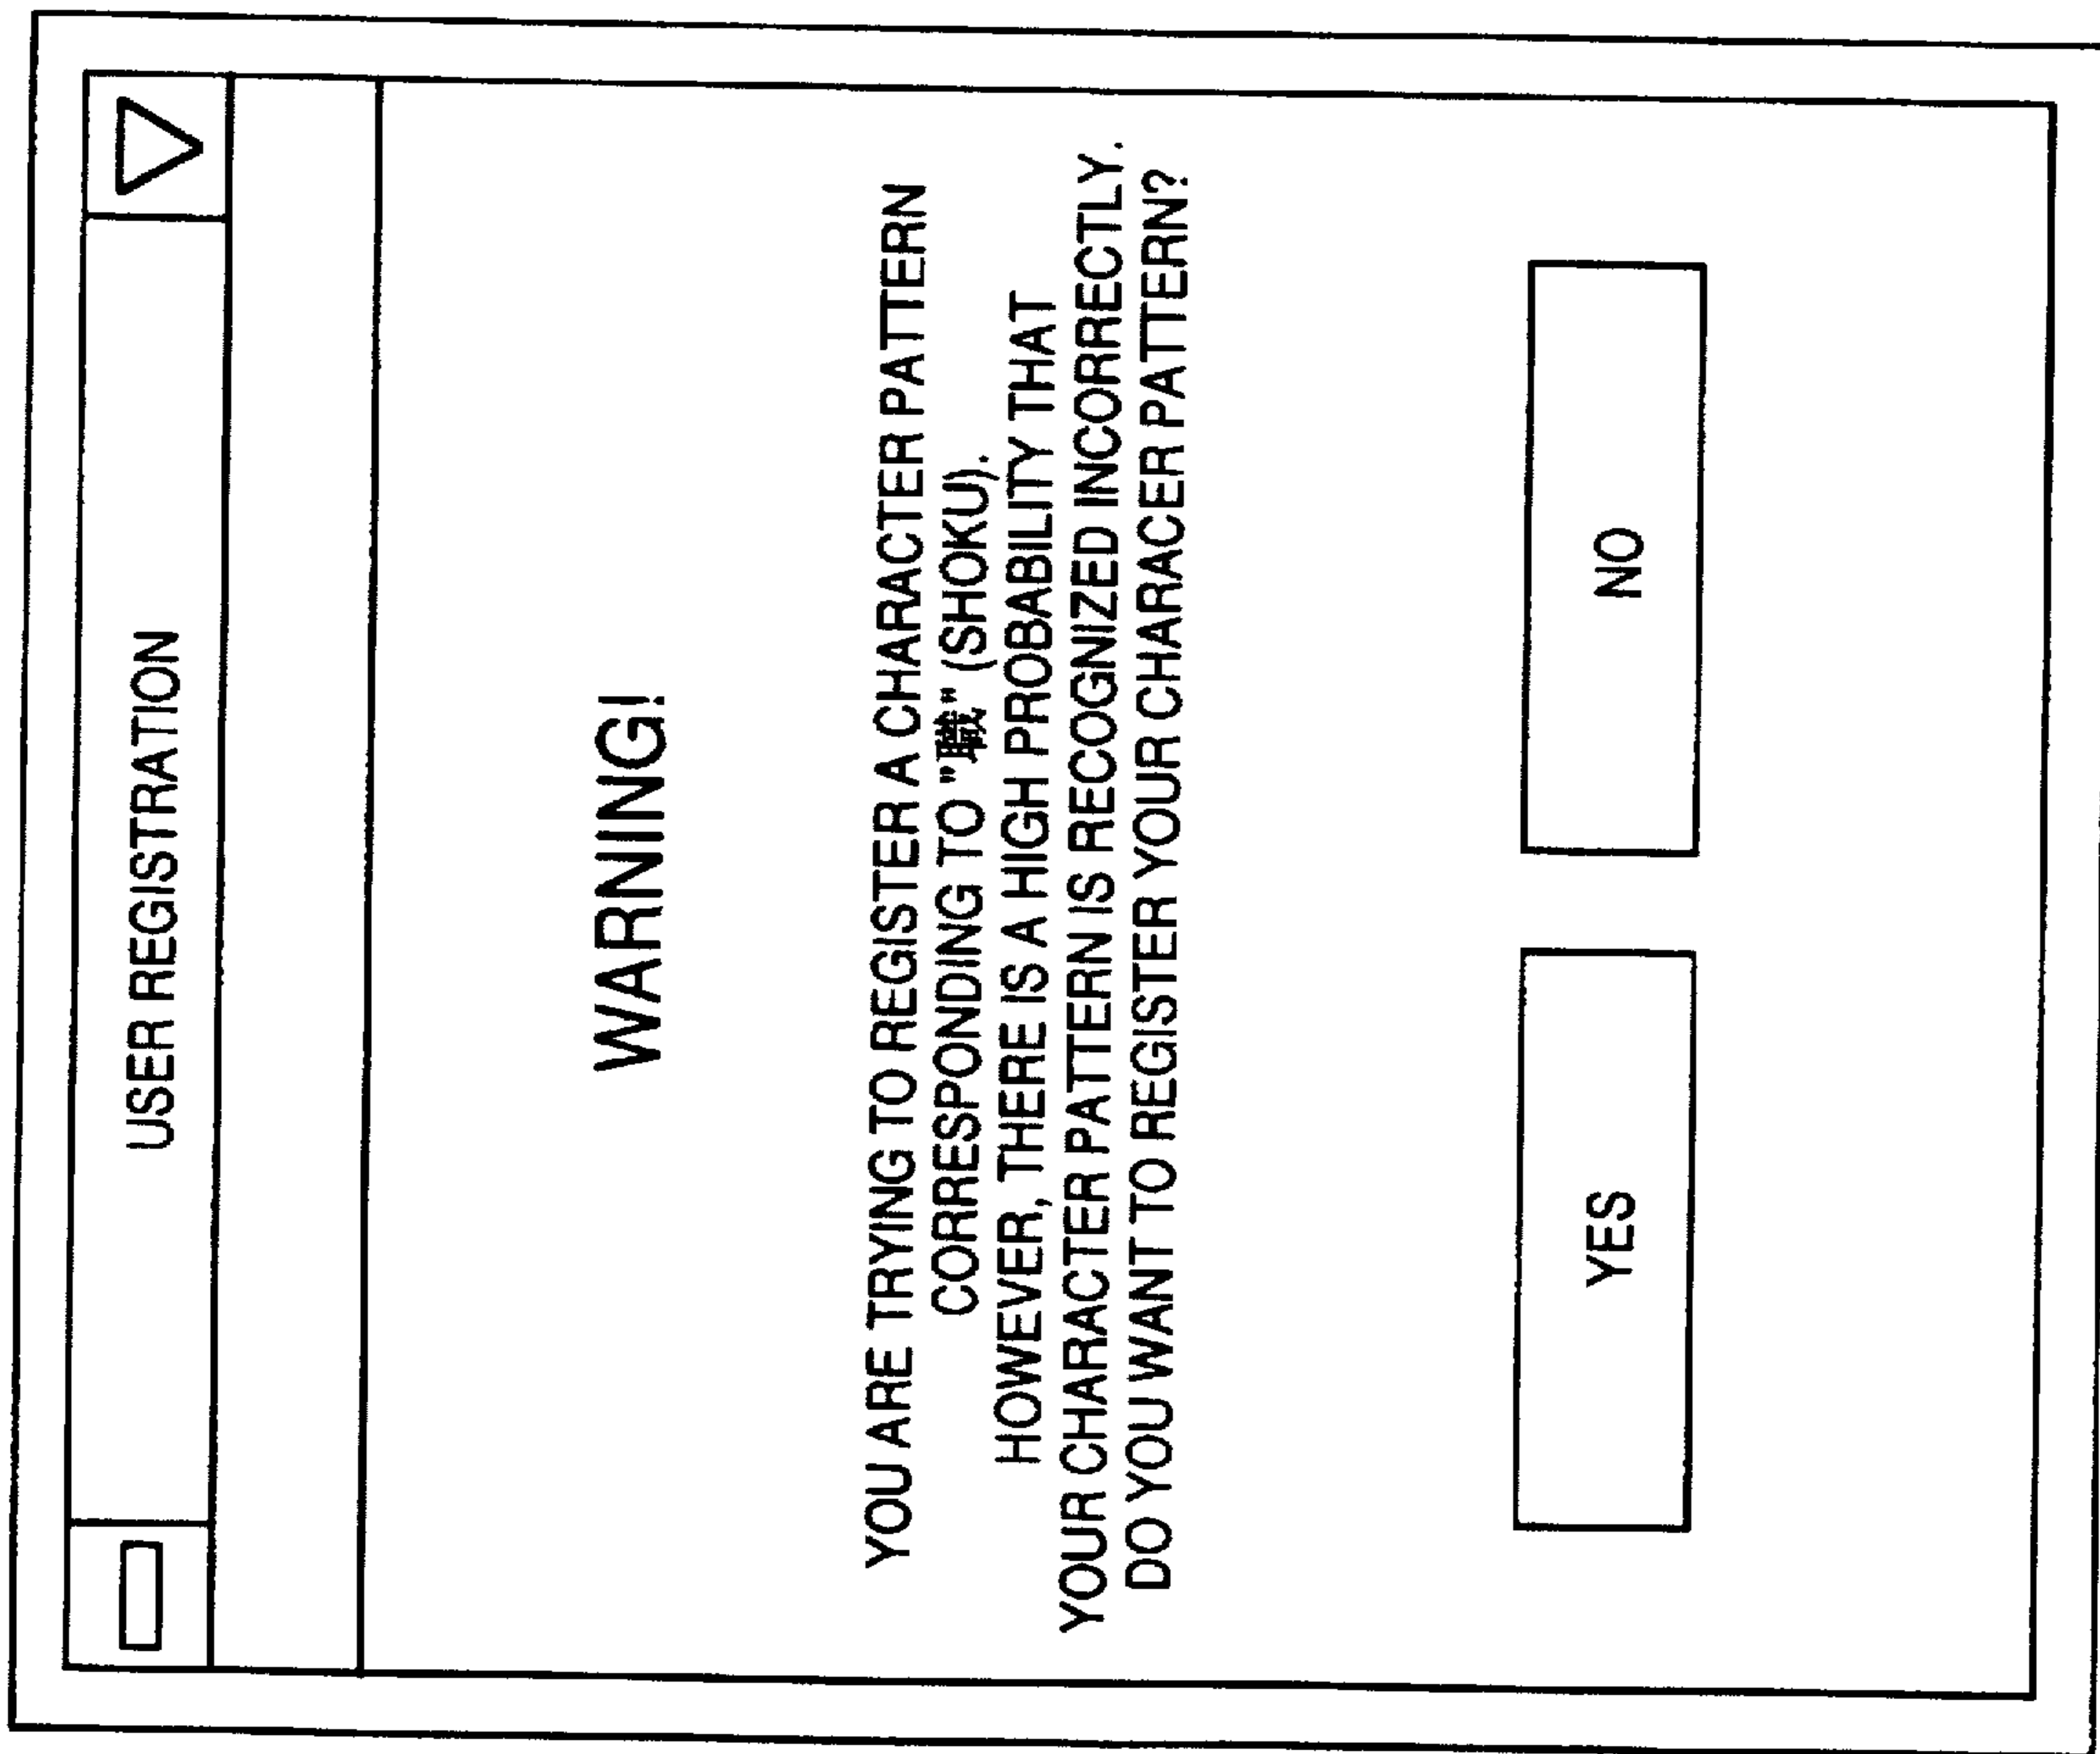 USER REGISTRATION
WARNING!
YOU ARE TRYING TO REGISTER A CHARACTER PATTERN
CORRESPONDING TO "職" (SHOKU).
HOWEVER, THERE IS A HIGH PROBABILITY THAT
YOUR CHARACTER PATTERN IS RECOGNIZED INCORRECTLY.
DO YOU WANT TO REGISTER YOUR CHARACER PATTERN?
YES
NO